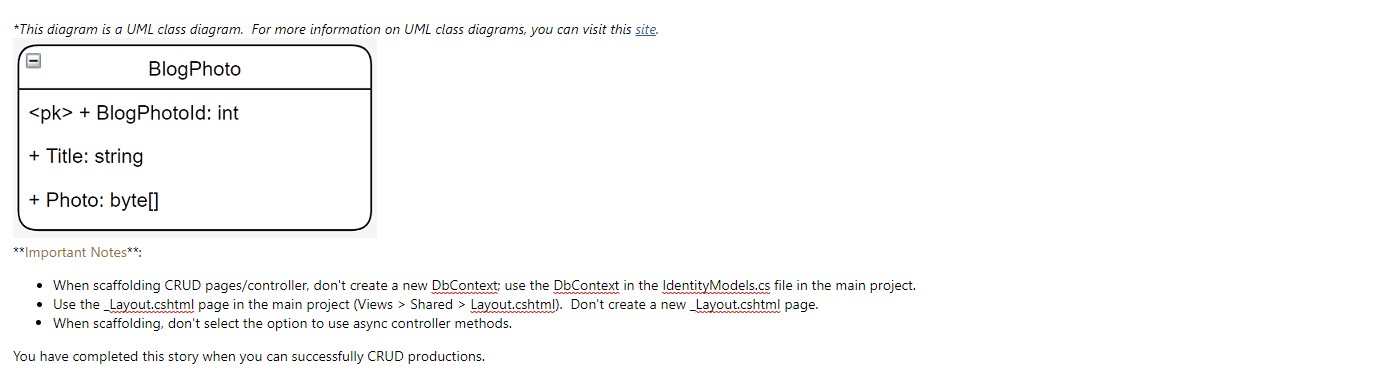 *This diagram is a UML class diagram.  For more information on UML class diagrams, you can visit this site.
BlogPhoto
<pk> + BlogPhotoId: int
+ Title: string
+ Photo: byte[]
**Important Notes**:
• When scaffolding CRUD pages/controller, don't create a new DbContext; use the DbContext in the IdentityModels.cs file in the main project.
• Use the _Layout.cshtml page in the main project (Views > Shared > Layout.cshtml).  Don't create a new _Layout.cshtml page.
• When scaffolding, don't select the option to use async controller methods.
You have completed this story when you can successfully CRUD productions.